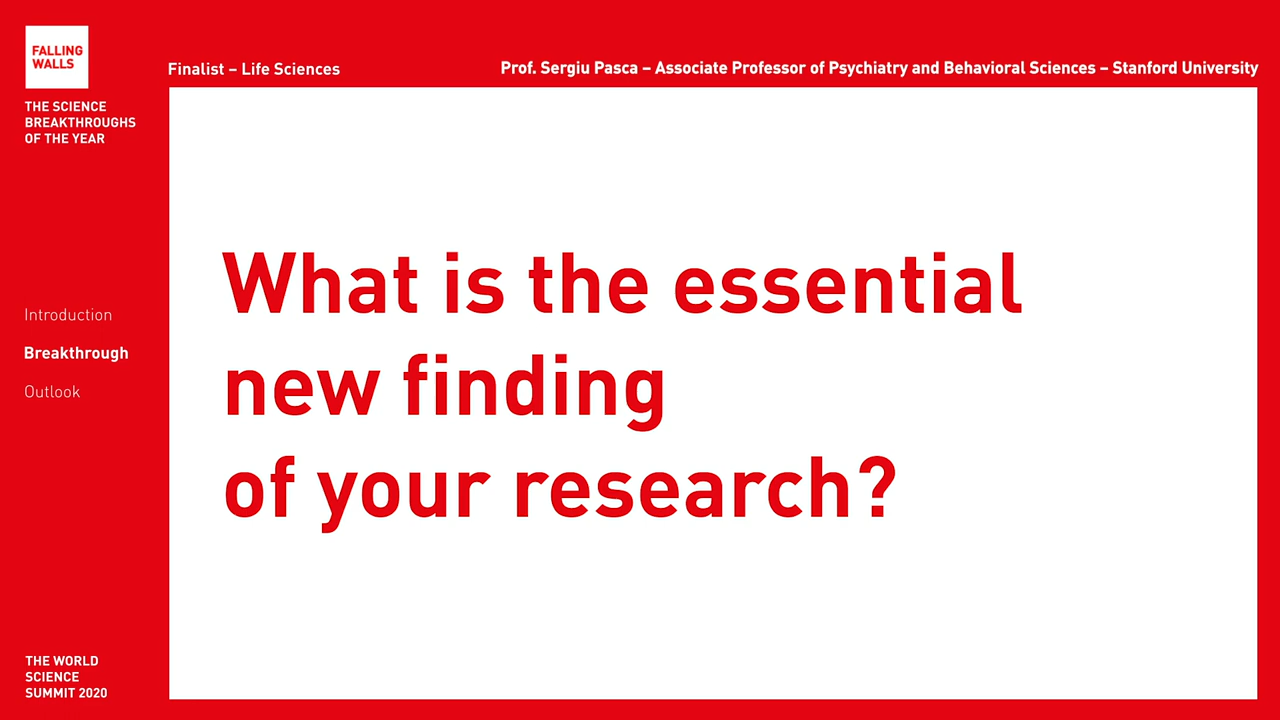 FALLING
WALLS
THE SCIENCE
BREAKTHROUGHS
OF THE YEAR
Finalist – Life Sciences
Prof. Sergiu Pasca – Associate Professor of Psychiatry and Behavioral Sciences – Stanford University
Introduction
Breakthrough
Outlook
What is the essential
new finding
of your research?
THE WORLD
SCIENCE
SUMMIT 2020